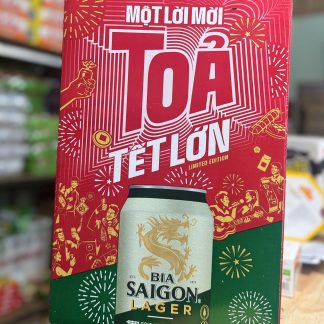 MỘT LỜI MỜI
TOẢ
TẾT LỚN
LIMITED EDITION
BIA
SAIGON
LAGER